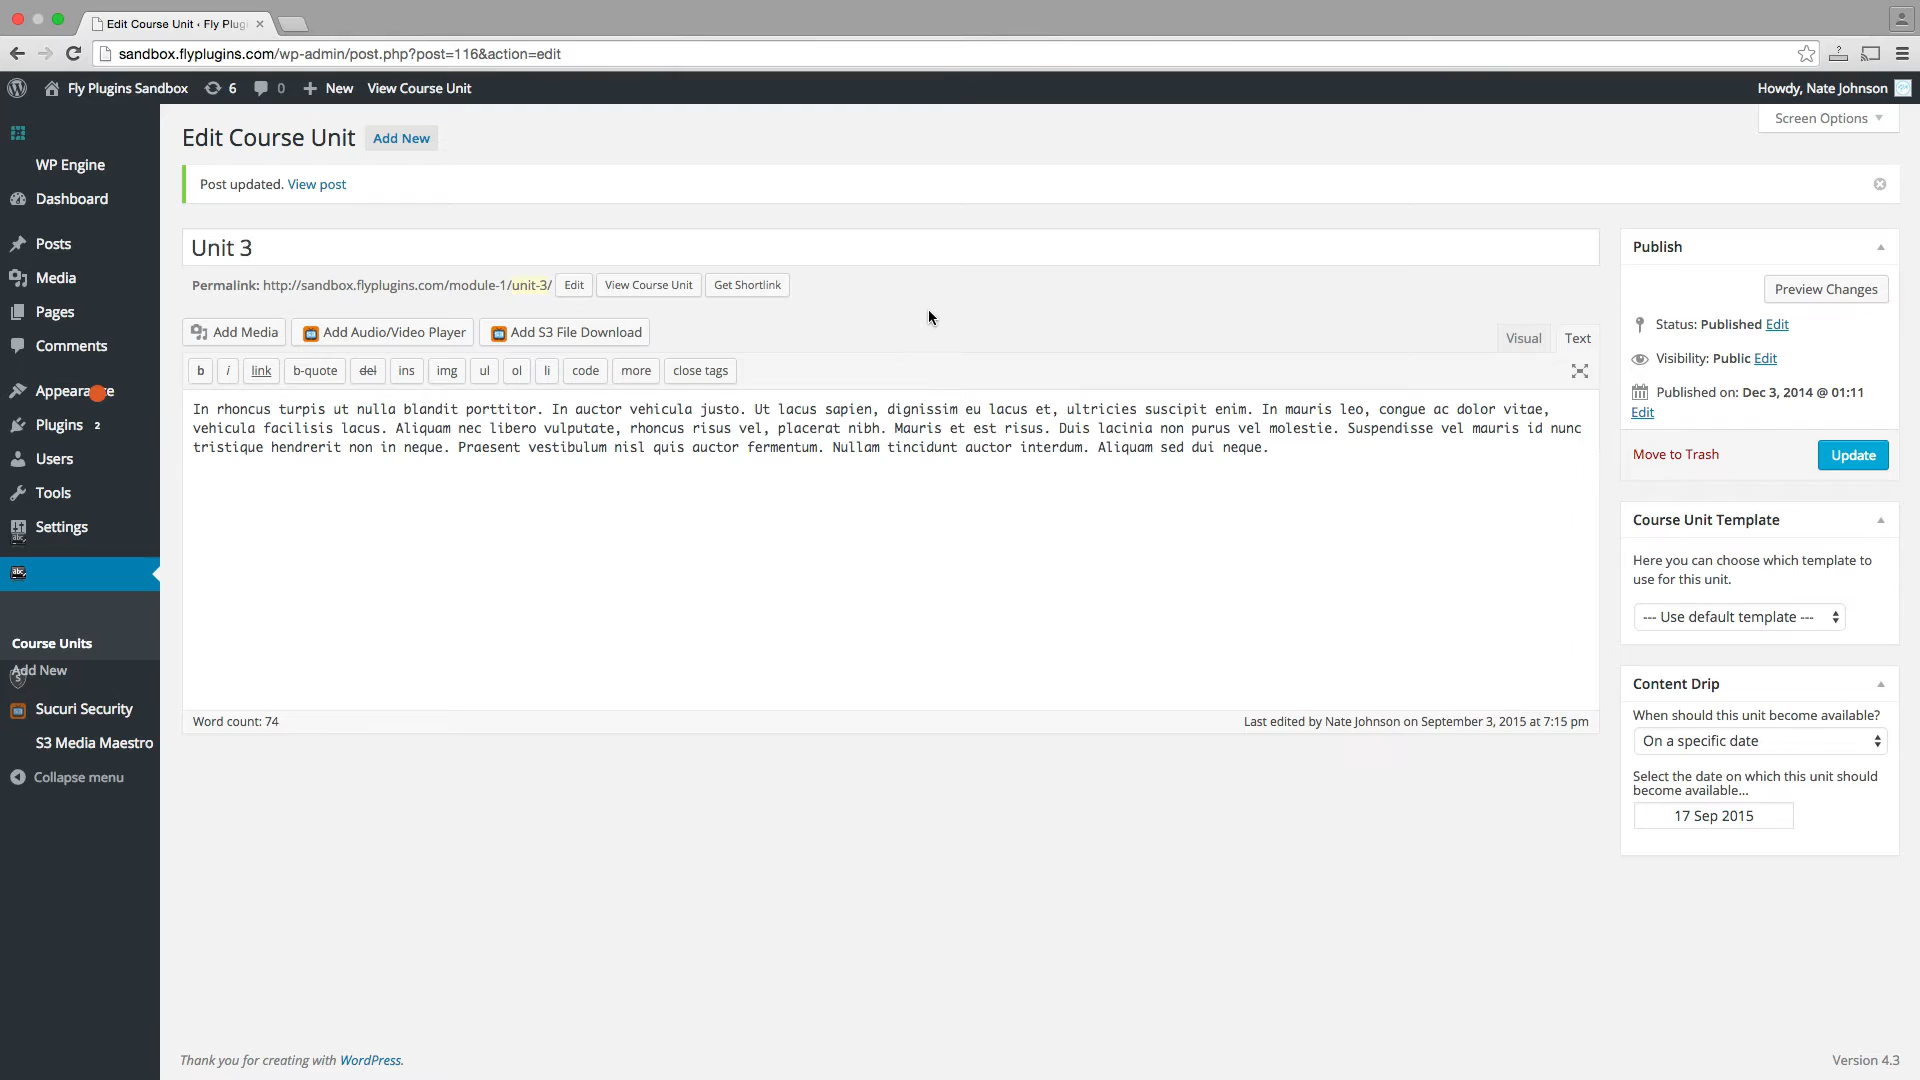 Edit Course Unit ‹ Fly Plug
sandbox.flyplugins.com/wp-admin/post.php?post=116&action=edit
Fly Plugins Sandbox 6 0 New View Course Unit Howdy, Nate Johnson
Screen Options
Edit Course Unit Add New
Post updated. View post
WP Engine
Dashboard
Posts
Media
Pages
Comments
Appearance
Plugins 2
Users
Tools
Settings
abc
abc
Course Units
Add New
Sucuri Security
S3 Media Maestro
Collapse menu
Unit 3
Permalink: http://sandbox.flyplugins.com/module-1/unit-3/ Edit View Course Unit Get Shortlink
Add Media Add Audio/Video Player Add S3 File Download
Visual Text
b i link b-quote del ins img ul ol li code more close tags
In rhoncus turpis ut nulla blandit porttitor. In auctor vehicula justo. Ut lacus sapien, dignissim eu lacus et, ultricies suscipit enim. In mauris leo, congue ac dolor vitae,
vehicula facilisis lacus. Aliquam nec libero vulputate, rhoncus risus vel, placerat nibh. Mauris et est risus. Duis lacinia non purus vel molestie. Suspendisse vel mauris id nunc
tristique hendrerit non in neque. Praesent vestibulum nisl quis auctor fermentum. Nullam tincidunt auctor interdum. Aliquam sed dui neque.
Word count: 74
Last edited by Nate Johnson on September 3, 2015 at 7:15 pm
Publish
Preview Changes
Status: Published Edit
Visibility: Public Edit
Published on: Dec 3, 2014 @ 01:11
Edit
Move to Trash Update
Course Unit Template
Here you can choose which template to
use for this unit.
--- Use default template ---
Content Drip
When should this unit become available?
On a specific date
Select the date on which this unit should
become available...
17 Sep 2015
Thank you for creating with WordPress.
Version 4.3